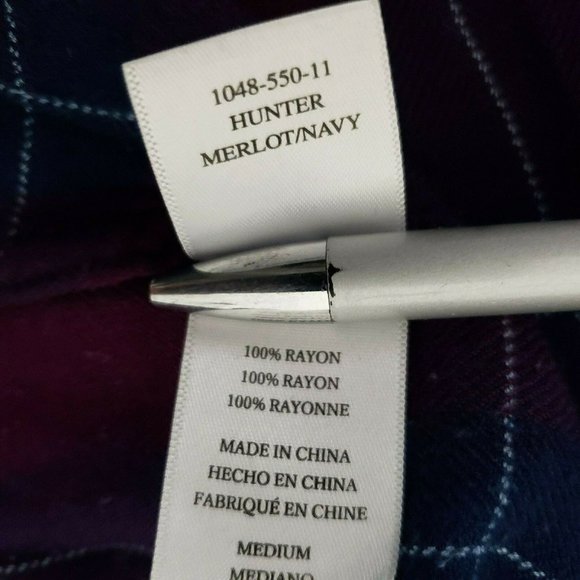 1048-550-11
HUNTER
MERLOT/NAVY
100% RAYON
100% RAYON
100% RAYONNE
MADE IN CHINA
HECHO EN CHINA
FABRIQUÉ EN CHINE
MEDIUM
MEDIANO